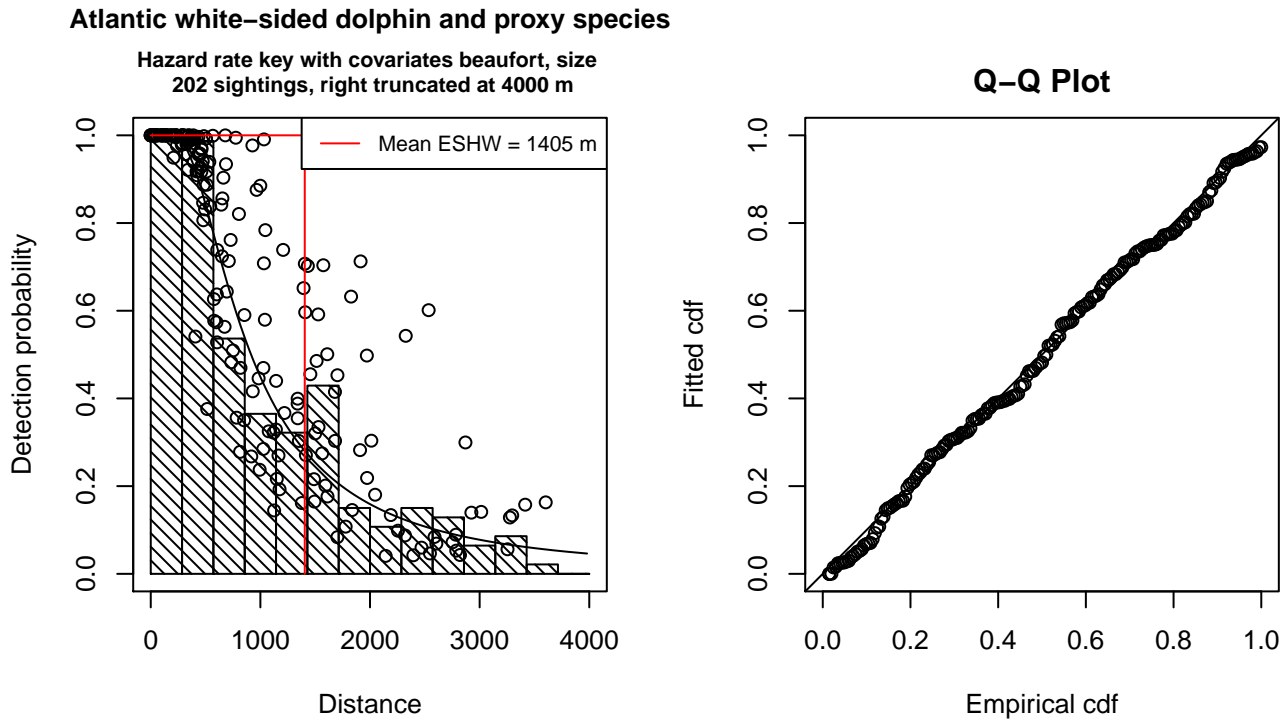 Atlantic white−sided dolphin and proxy species
Hazard rate key with covariates beaufort, size
202 sightings, right truncated at 4000 m
Mean ESHW = 1405 m
Detection probability
0.0
0.2
0.4
0.6
0.8
1.0
0
1000
2000
3000
4000
Distance
Q−Q Plot
Fitted cdf
0.0
0.2
0.4
0.6
0.8
1.0
0.0
0.2
0.4
0.6
0.8
1.0
Empirical cdf